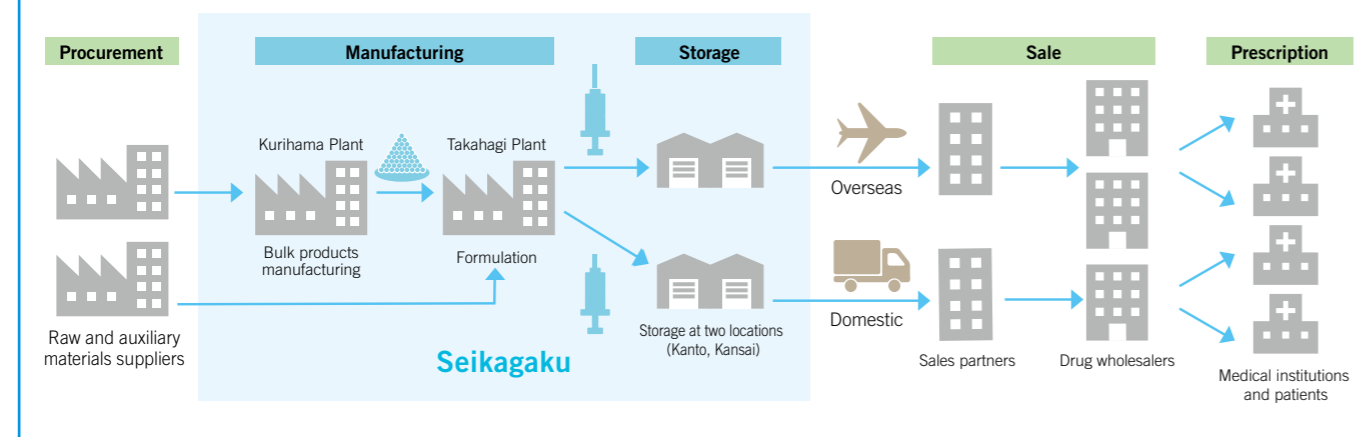 Procurement
Manufacturing
Storage
Sale
Prescription
Kurihama Plant
Takahagi Plant
Bulk products
manufacturing
Formulation
Raw and auxiliary
materials suppliers
Seikagaku
Storage at two locations
(Kanto, Kansai)
Overseas
Domestic
Sales partners
Drug wholesalers
Medical institutions
and patients